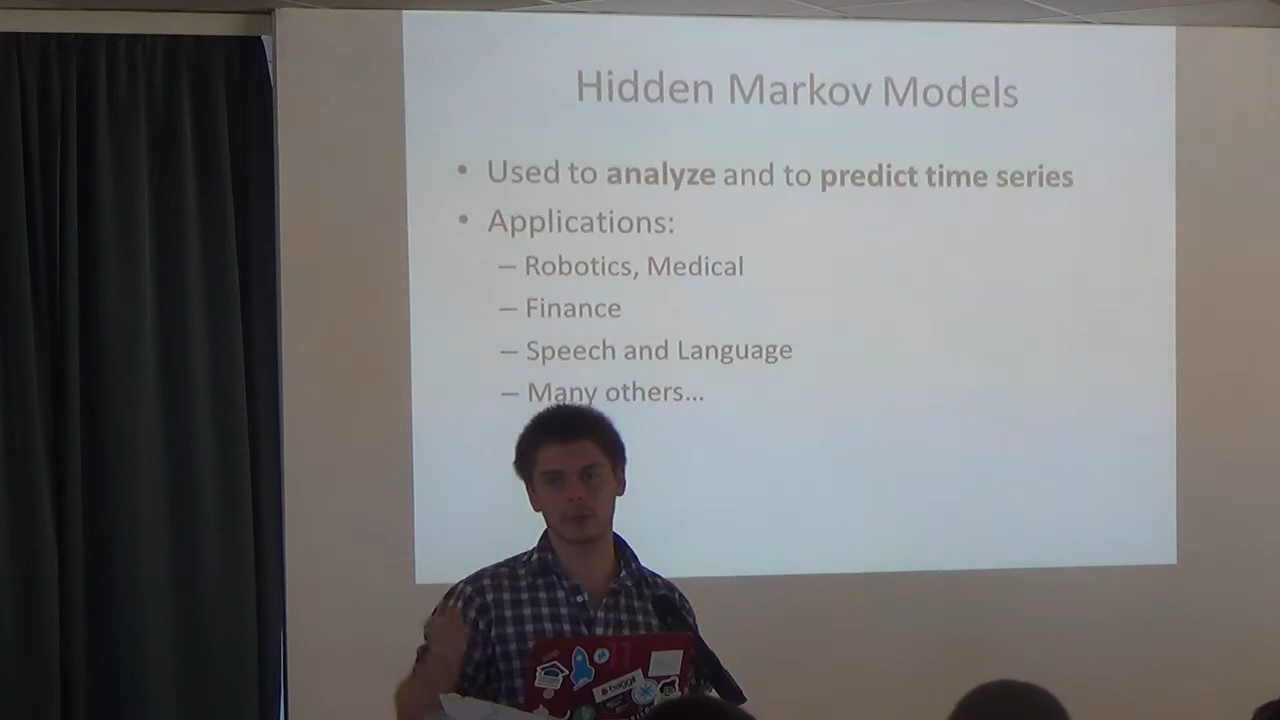 Hidden Markov Models
• Used to analyze and to predict time series
• Applications:
– Robotics, Medical
– Finance
– Speech and Language
– Many others...